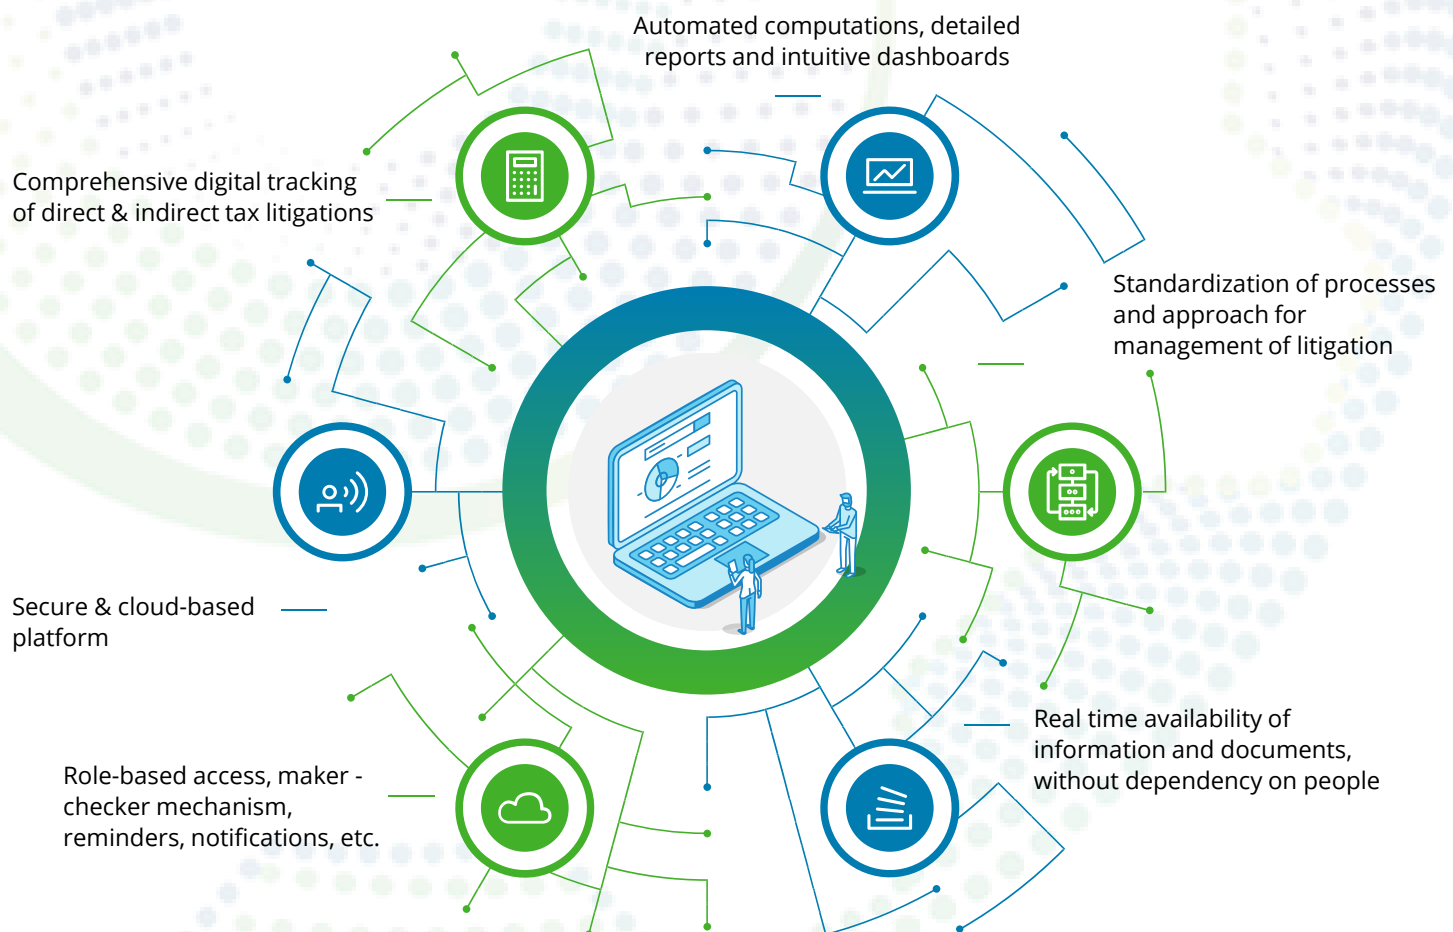 Automated computations, detailed
reports and intuitive dashboards
Comprehensive digital tracking
of direct & indirect tax litigations
Standardization of processes
and approach for
management of litigation
Secure & cloud-based
platform
Real time availability of
information and documents,
without dependency on people
Role-based access, maker -
checker mechanism,
reminders, notifications, etc.